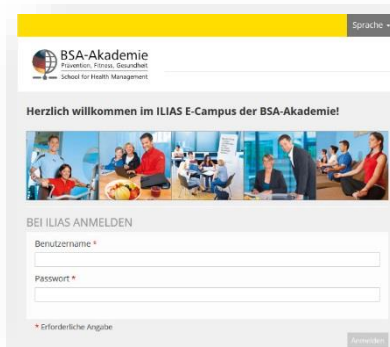 Sprache
BSA-Akademie
Prävention, Fitness, Gesundheit
School for Health Management
Herzlich willkommen im ILIAS E-Campus der BSA-Akademie!
BEI ILIAS ANMELDEN
Benutzername *
Passwort *
* Erforderliche Angabe
Anmelden